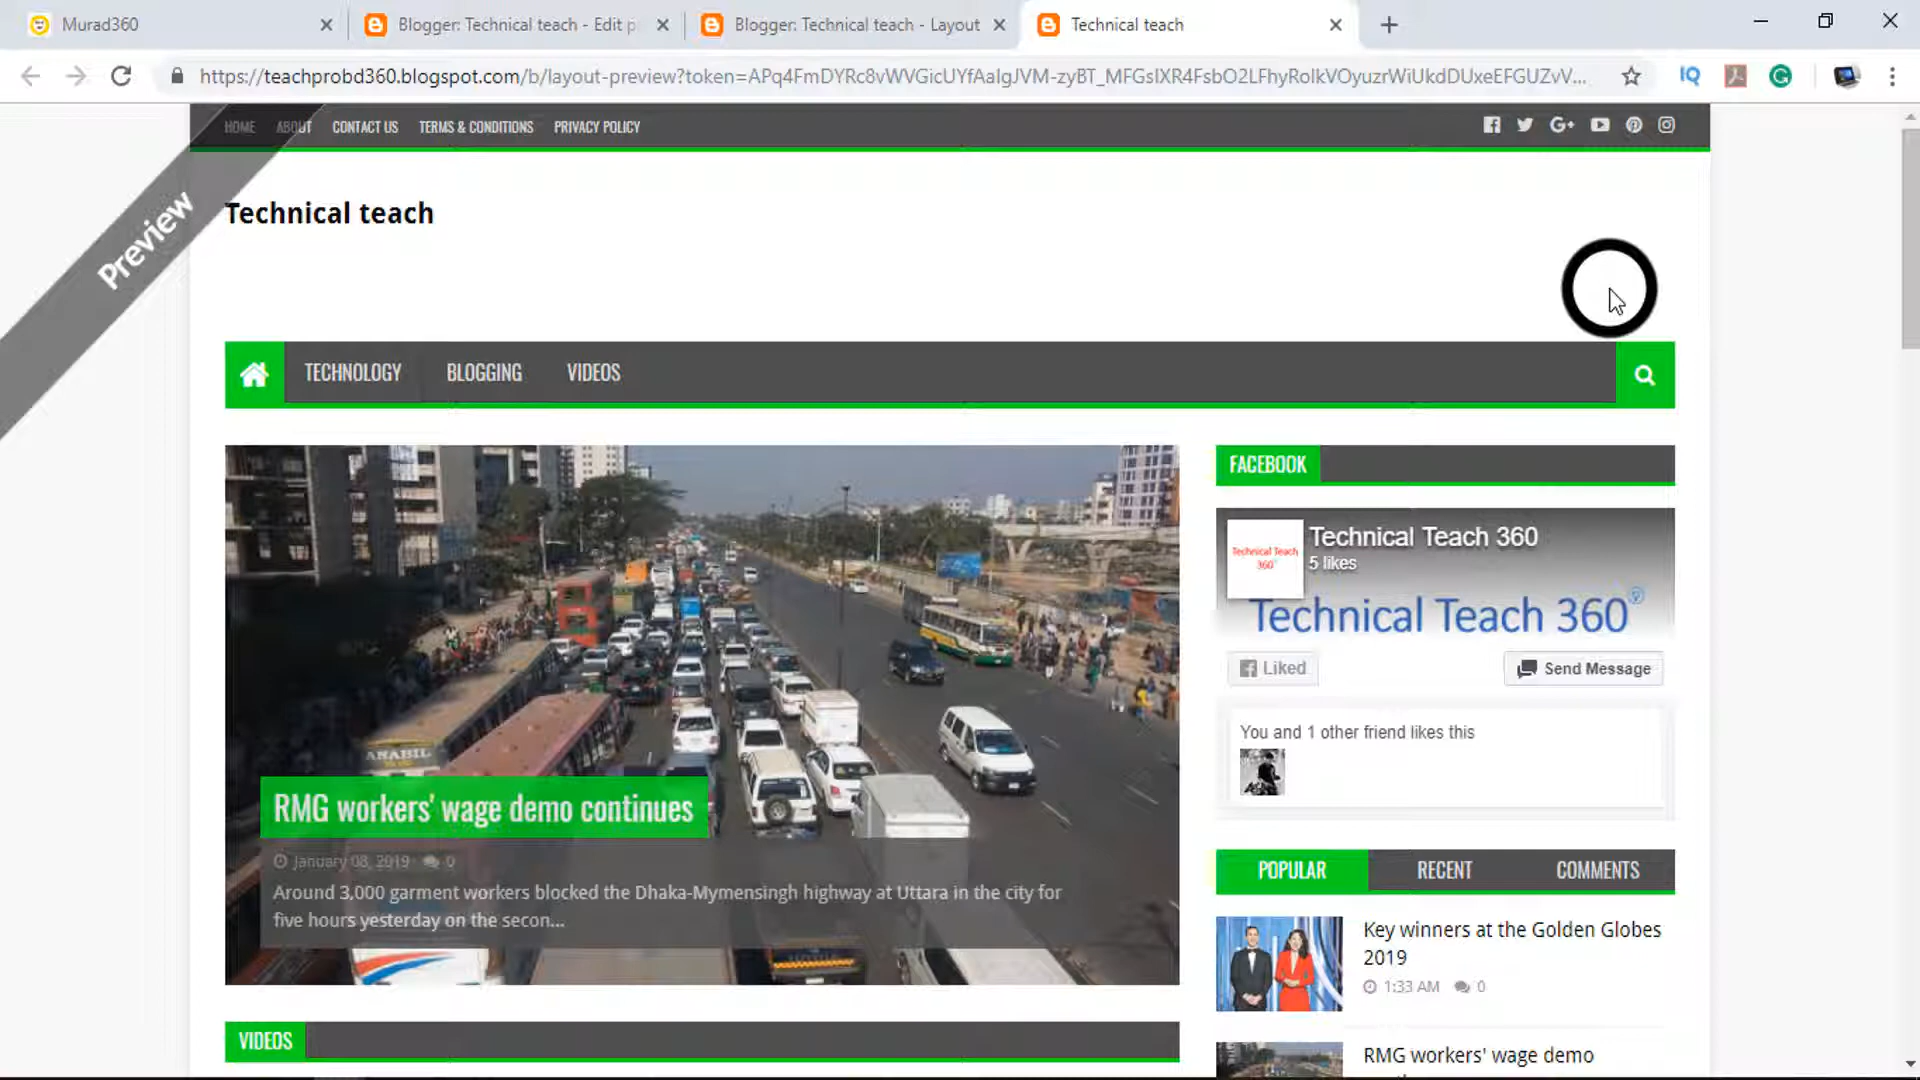 Murad360
Blogger: Technical teach - Edit p
Blogger: Technical teach - Layout
Technical teach
https://teachprobd360.blogspot.com/b/layout-preview?token=APq4FmDYRc8vWVGicUYfAaIgJVM-zyBT_MFGsIXR4FsbO2LFhyRolkVOyuzrWiUkdDUxeEFGUZvV...
HOME ABOUT CONTACT US TERMS & CONDITIONS PRIVACY POLICY
Preview
Technical teach
TECHNOLOGY BLOGGING VIDEOS
ANABIL
RMG workers' wage demo continues
January 08, 2019 0
Around 3,000 garment workers blocked the Dhaka-Mymensingh highway at Uttara in the city for
five hours yesterday on the secon...
VIDEOS
FACEBOOK
Technical Teach
360
Technical Teach 360
5 likes
Technical Teach 360®
Liked
Send Message
You and 1 other friend likes this
POPULAR RECENT COMMENTS
Key winners at the Golden Globes
2019
1:33 AM 0
RMG workers' wage demo